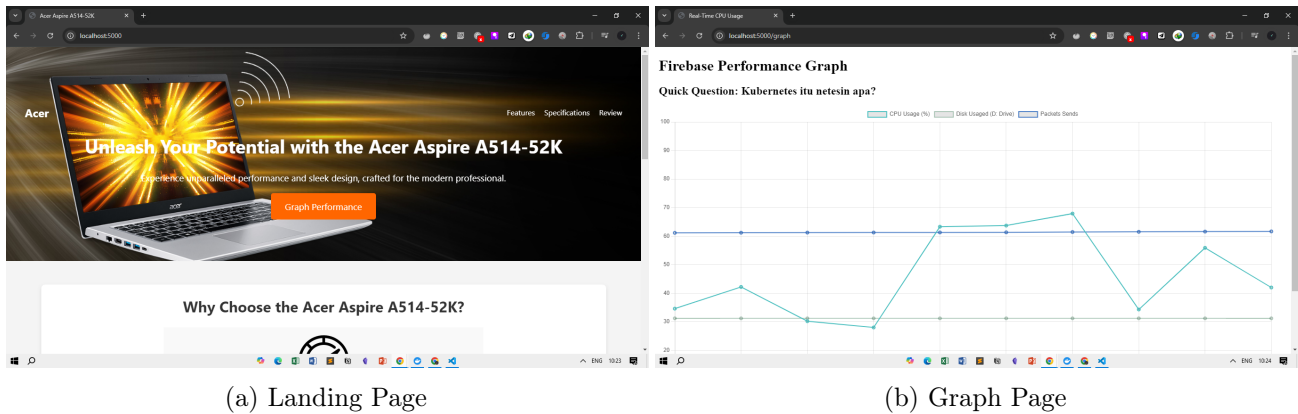 Acer Aspire A514-52K
localhost:5000
Acer
Features Specifications Review
Unleash Your Potential with the Acer Aspire A514-52K
Experience unparalleled performance and sleek design, crafted for the modern professional.
Graph Performance
acer
Why Choose the Acer Aspire A514-52K?
ENG 10:23
(a) Landing Page
Real-Time CPU Usage
localhost:5000/graph
Firebase Performance Graph
Quick Question: Kubernetes itu netesin apa?
CPU Usage (%) Disk Usaged (D: Drive) Packets Sends
100
90
80
70
60
50
40
30
20
ENG 10:24
(b) Graph Page